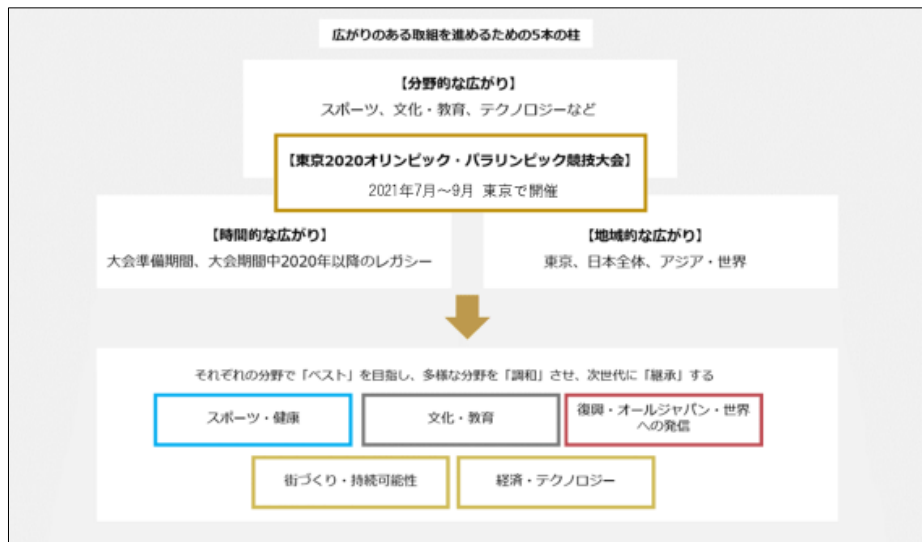 広がりのある取組を進めるための5本の柱
【分野的な広がり】
スポーツ、文化・教育、テクノロジーなど
【東京2020オリンピック・パラリンピック競技大会】
2021年7月～9月 東京で開催
【時間的な広がり】
大会準備期間、大会期間中2020年以降のレガシー
【地域的な広がり】
東京、日本全体、アジア・世界
それぞれの分野で「ベスト」を目指し、多様な分野を「調和」させ、次世代に「継承」する
スポーツ・健康
文化・教育
復興・オールジャパン・世界
への発信
街づくり・持続可能性
経済・テクノロジー